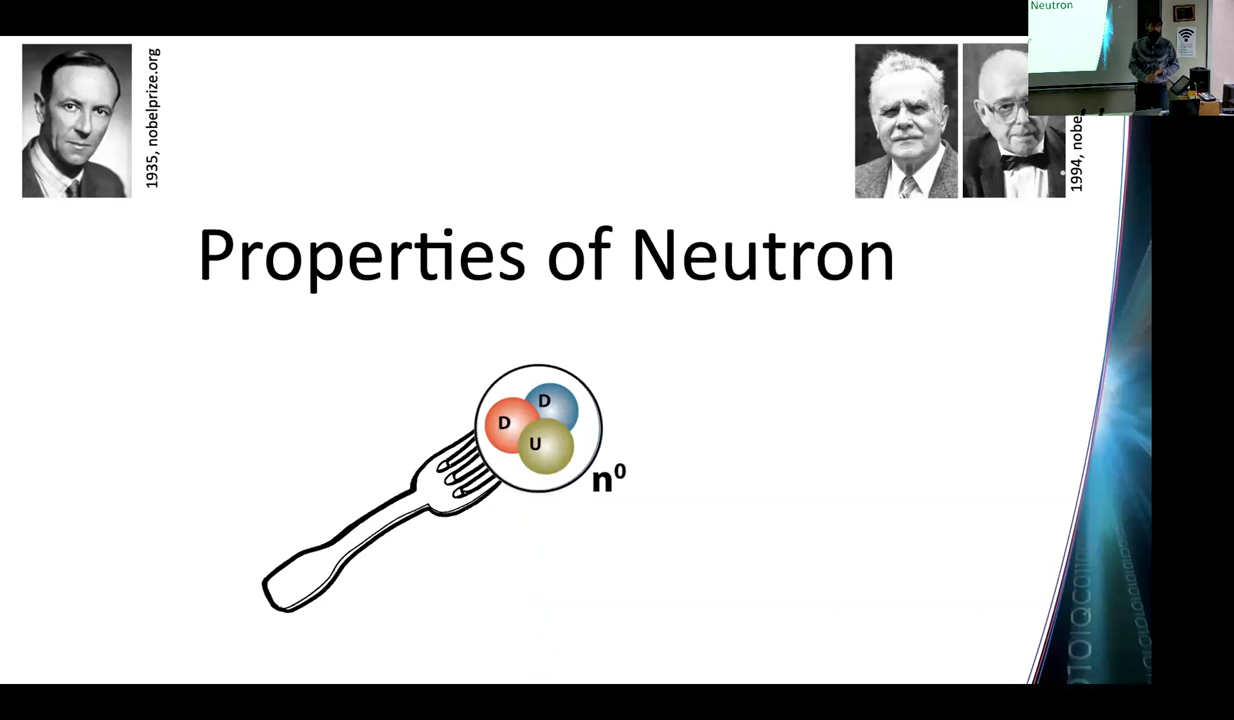 Neutron
1935, nobelprize.org
1994, nobe
Properties of Neutron
D
D
U
n⁰